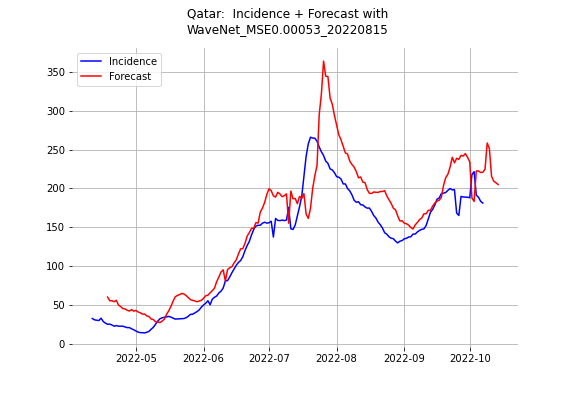 Qatar:  Incidence + Forecast with
WaveNet_MSE0.00053_20220815
Incidence
Forecast
350
300
250
200
150
100
50
0
2022-05 2022-06 2022-07 2022-08 2022-09 2022-10